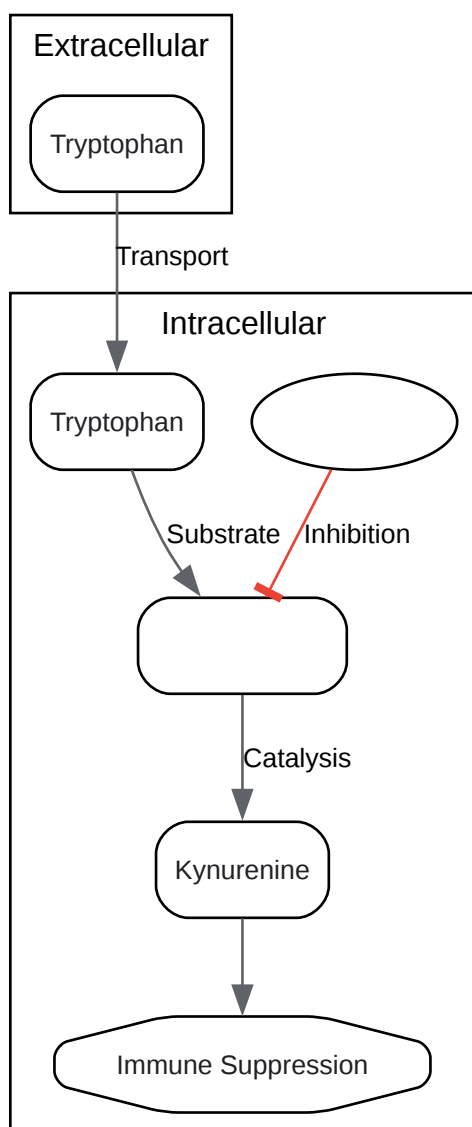 Extracellular
Tryptophan
Transport
Intracellular
Tryptophan
Substrate
Inhibition
Catalysis
Kynurenine
Immune Suppression